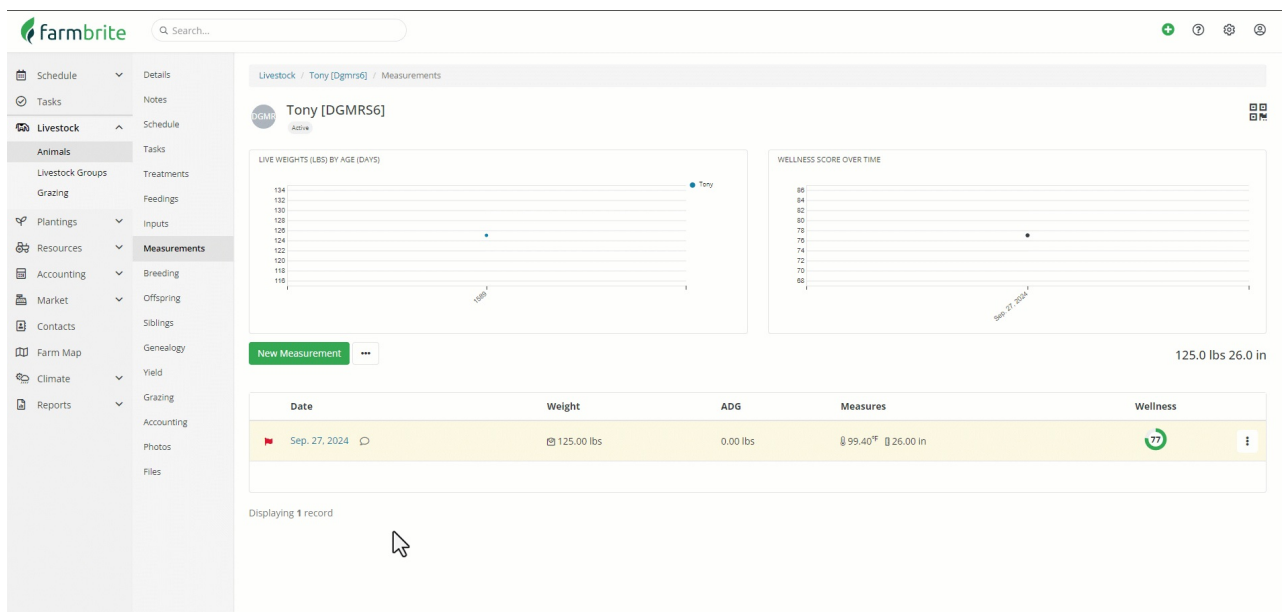 farmbrite
Search...
Schedule
Tasks
Livestock
Animals
Livestock Groups
Grazing
Plantings
Resources
Accounting
Market
Contacts
Farm Map
Climate
Reports
Details
Notes
Schedule
Tasks
Treatments
Feedings
Inputs
Measurements
Breeding
Offspring
Siblings
Genealogy
Yield
Grazing
Accounting
Photos
Files
Livestock / Tony [Dgmrs6] / Measurements
DGMR
Tony [DGMRS6]
Active
LIVE WEIGHTS (LBS) BY AGE (DAYS)
134
132
130
128
126
124
122
120
118
116
1589
Tony
WELLNESS SCORE OVER TIME
86
84
82
80
78
76
74
72
70
68
Sep. 27, 2024
New Measurement
125.0 lbs 26.0 in
Date Weight ADG Measures Wellness
Sep. 27, 2024 125.00 lbs 0.00 lbs 99.40°F 26.00 in 77
Displaying 1 record